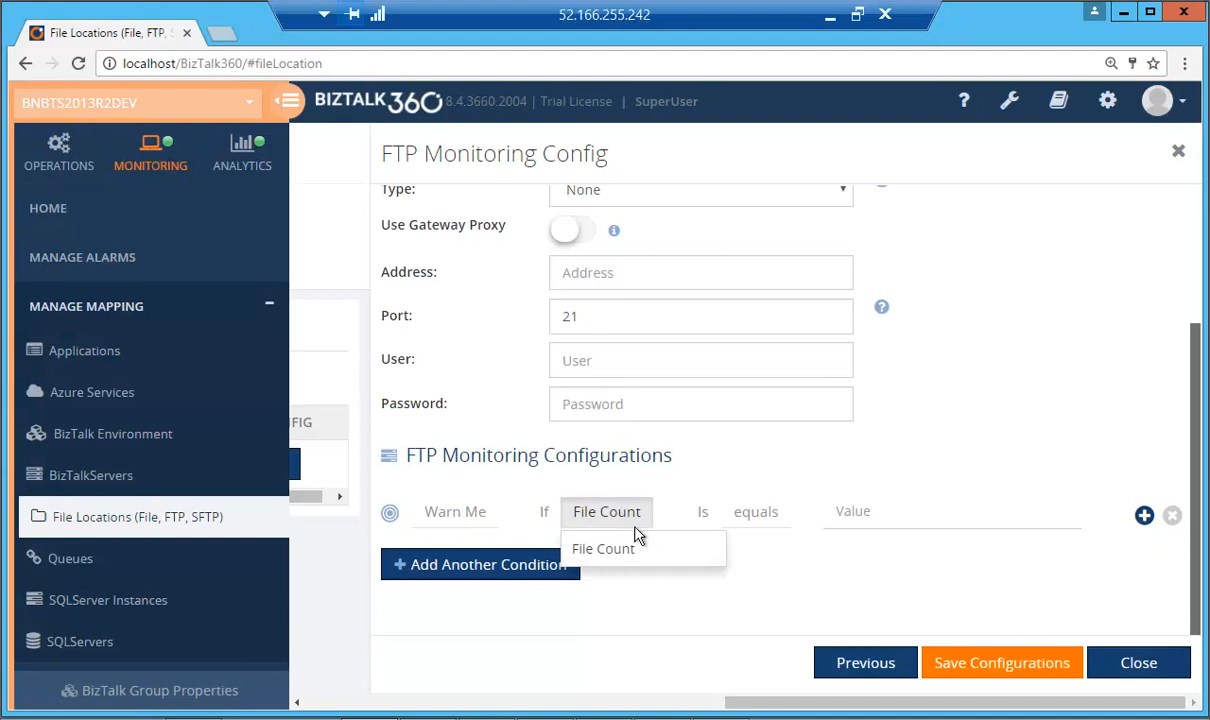 52.166.255.242
File Locations (File, FTP, S
localhost/BizTalk360/#fileLocation
BNBTS2013R2DEV
BIZTALK360 8.4.3660.2004 | Trial License | SuperUser
OPERATIONS MONITORING ANALYTICS
HOME
MANAGE ALARMS
MANAGE MAPPING
Applications
Azure Services
BizTalk Environment
BizTalkServers
File Locations (File, FTP, SFTP)
Queues
SQLServer Instances
SQLServers
BizTalk Group Properties
FIG
FTP Monitoring Config
Type: None
Use Gateway Proxy
Address: Address
Port: 21
User: User
Password: Password
FTP Monitoring Configurations
Warn Me If File Count Is equals Value
File Count
+ Add Another Condition
Previous Save Configurations Close